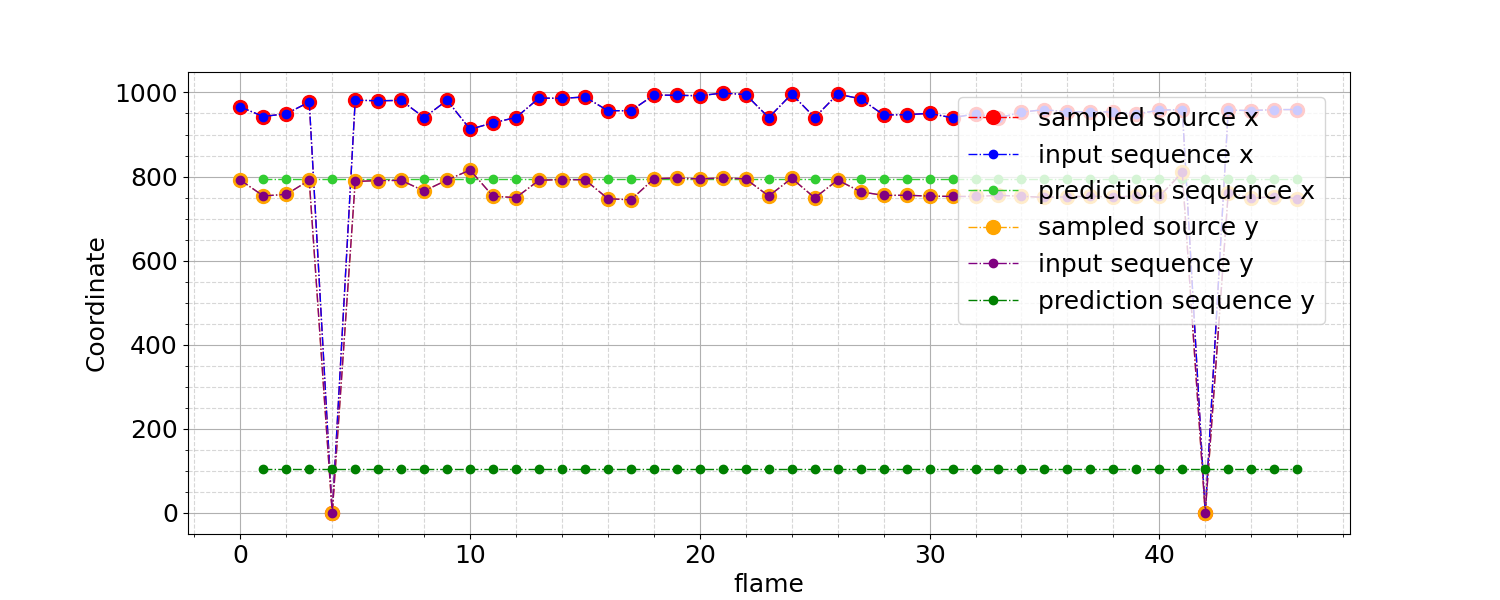 1000
800
600
400
200
0
Coordinate
0 10 20 30 40
flame
sampled source x
input sequence x
prediction sequence x
sampled source y
input sequence y
prediction sequence y